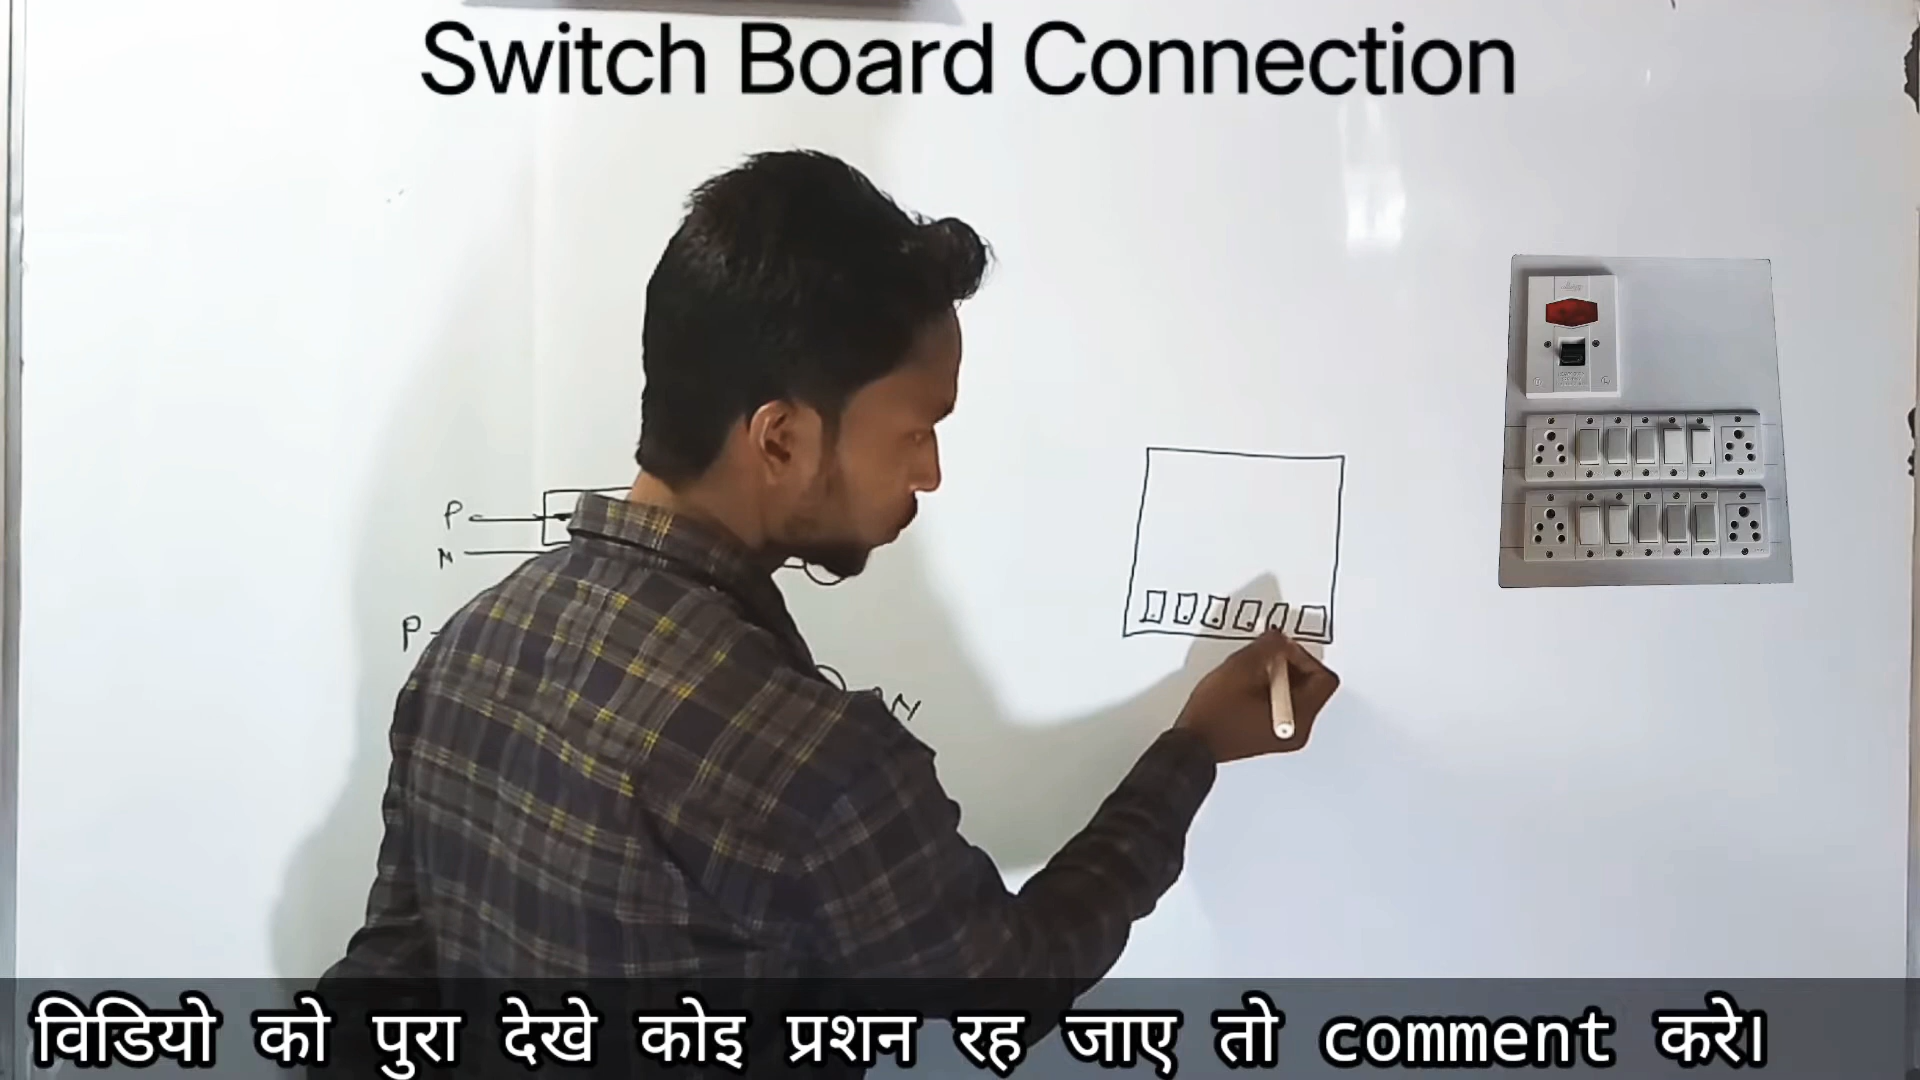 Switch Board Connection
P
N
P
N
विडियो को पुरा देखे कोइ प्रशन रह जाए तो comment करे।